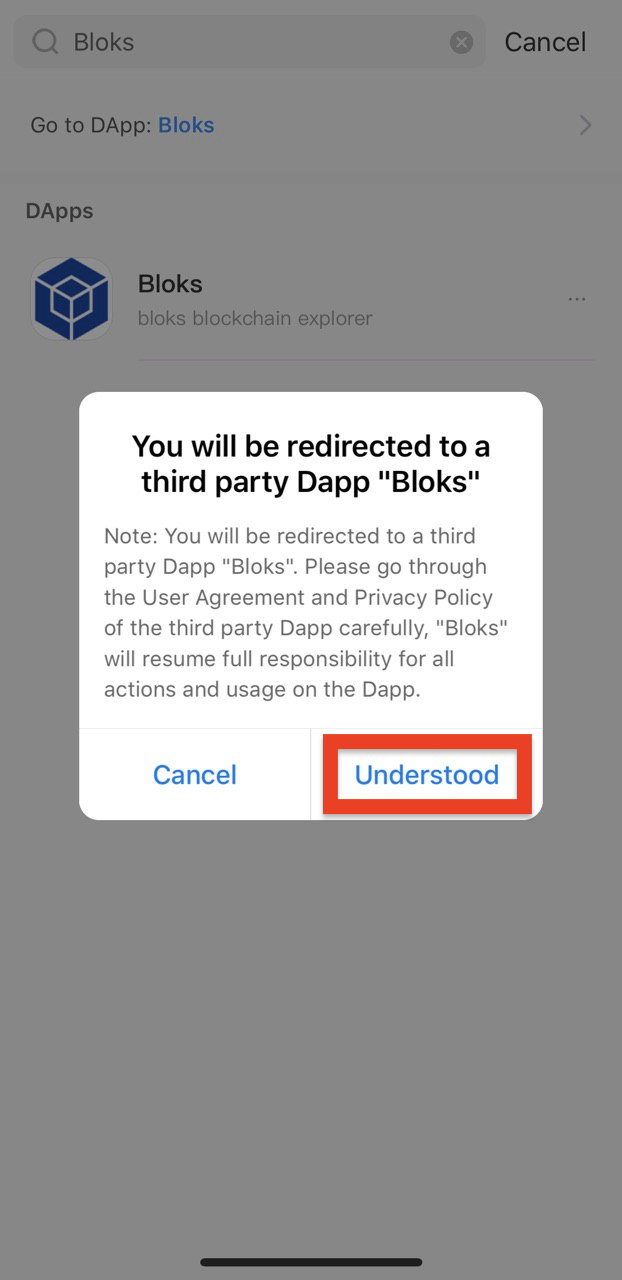 Bloks
Cancel
Go to DApp: Bloks
DApps
Bloks
bloks blockchain explorer
You will be redirected to a
third party Dapp "Bloks"
Note: You will be redirected to a third
party Dapp "Bloks". Please go through
the User Agreement and Privacy Policy
of the third party Dapp carefully, "Bloks"
will resume full responsibility for all
actions and usage on the Dapp.
Cancel
Understood